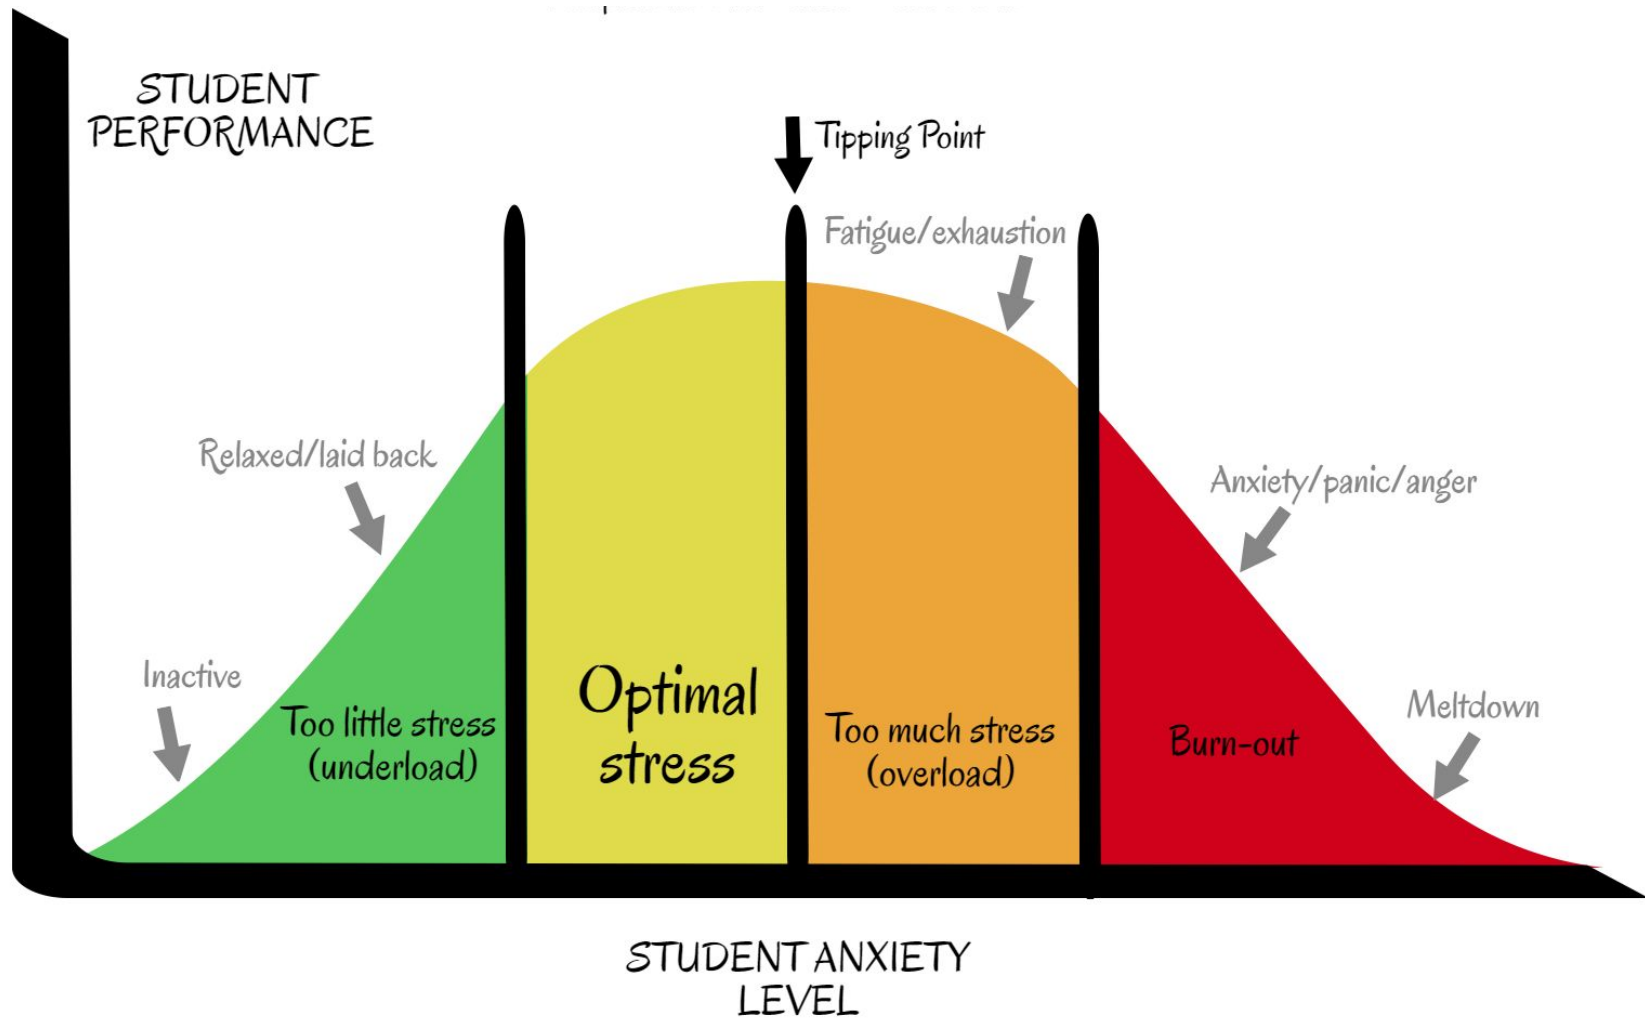 STUDENT
PERFORMANCE
Tipping Point
Fatigue/exhaustion
Relaxed/laid back
Anxiety/panic/anger
Inactive
Meltdown
Too little stress
(underload)
Optimal
stress
Too much stress
(overload)
Burn-out
STUDENT ANXIETY
LEVEL